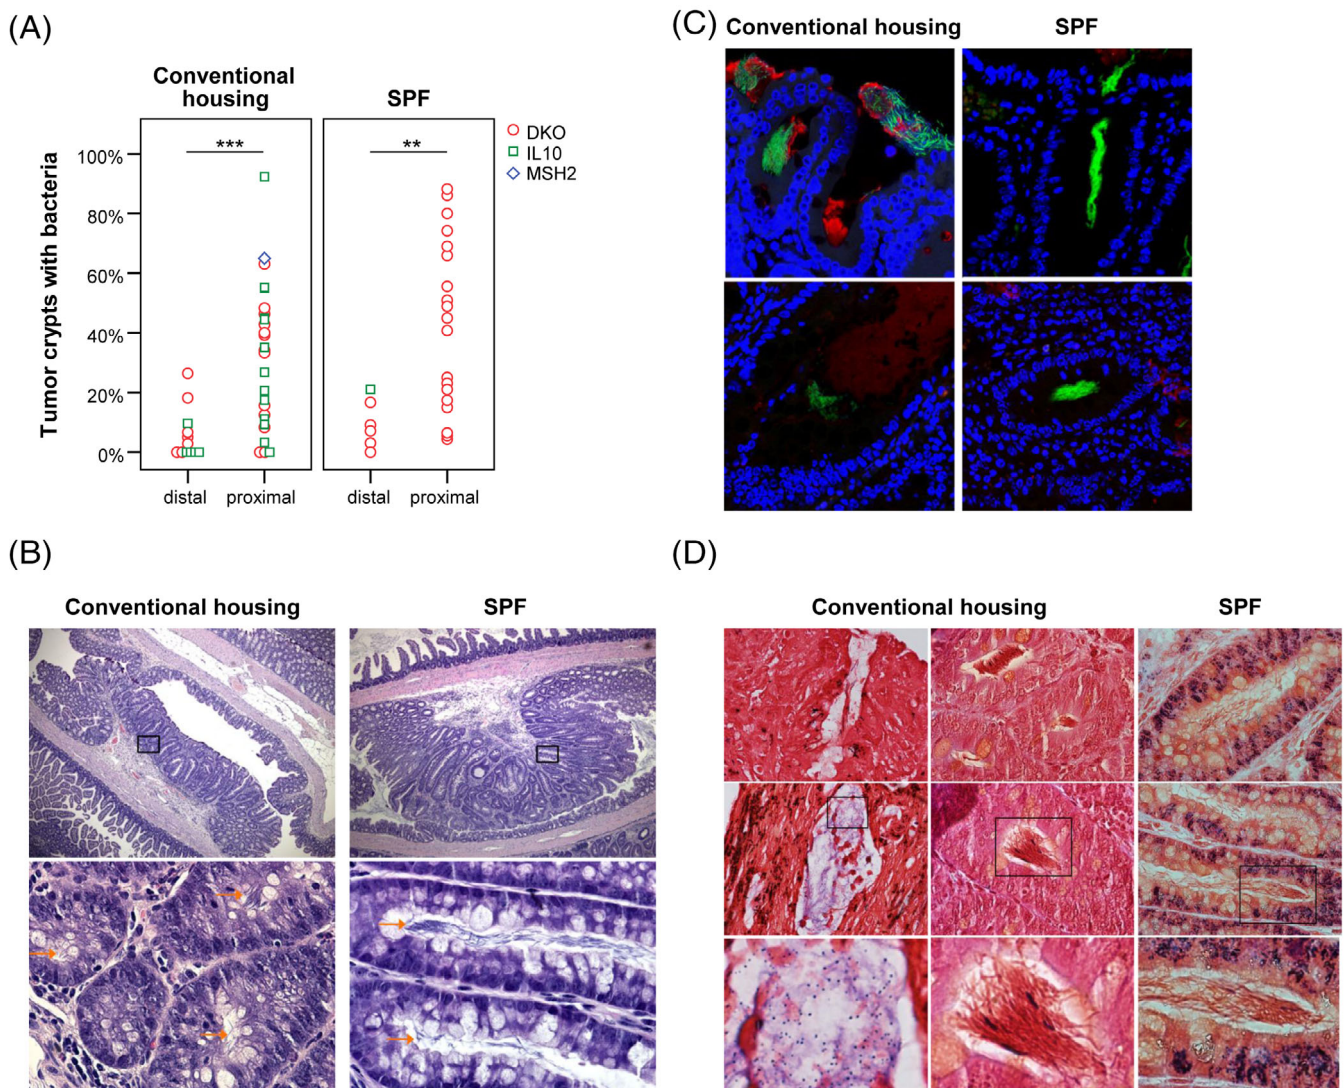 (A)
Conventional
housing
SPF
DKO
IL10
MSH2
Tumor crypts with bacteria
100%
80%
60%
40%
20%
0%
***
**
distal
proximal
distal
proximal
(B)
Conventional housing
SPF
(C)
Conventional housing
SPF
(D)
Conventional housing
SPF